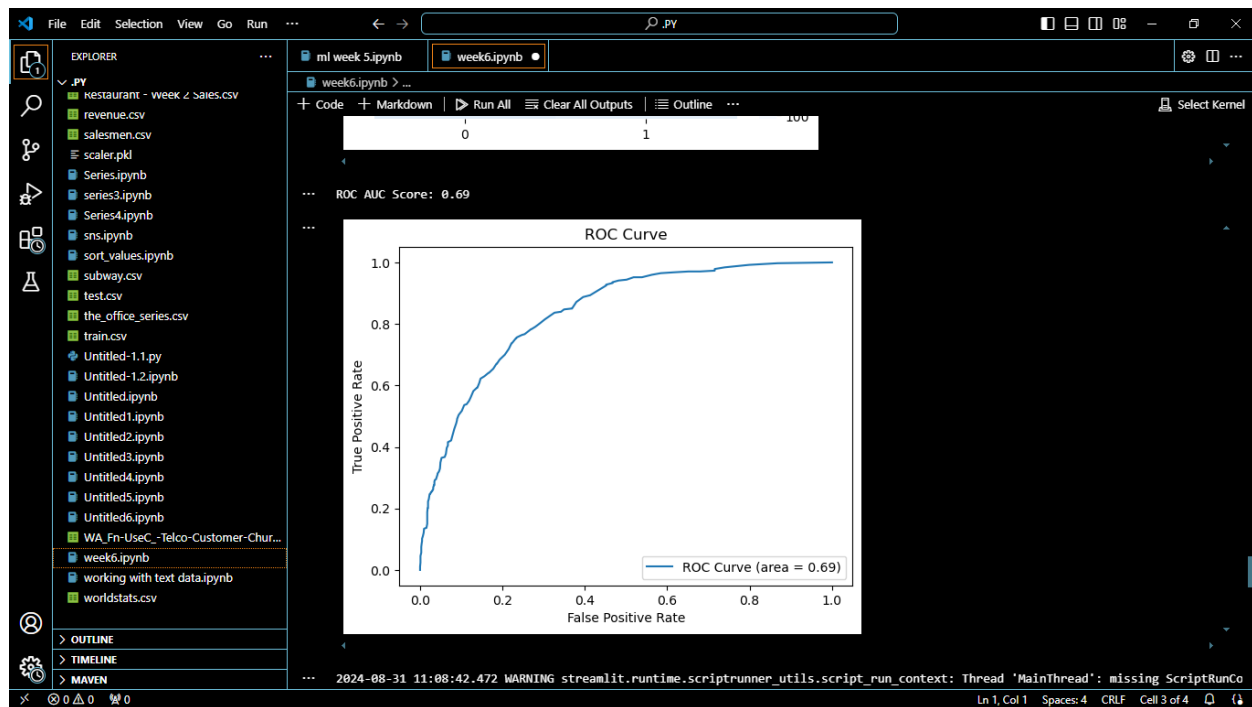 File Edit Selection View Go Run ···
.PY
EXPLORER ···
ml week 5.ipynb
week6.ipynb
.PY
week6.ipynb > ...
Restaurant - Week 2 Sales.csv
revenue.csv
salesmen.csv
scaler.pkl
Series.ipynb
series3.ipynb
Series4.ipynb
sns.ipynb
sort_values.ipynb
subway.csv
test.csv
the_office_series.csv
train.csv
Untitled-1.1.py
Untitled-1.2.ipynb
Untitled.ipynb
Untitled1.ipynb
Untitled2.ipynb
Untitled3.ipynb
Untitled4.ipynb
Untitled5.ipynb
Untitled6.ipynb
WA_Fn-UseC_-Telco-Customer-Chur...
week6.ipynb
working with text data.ipynb
worldstats.csv
OUTLINE
TIMELINE
MAVEN
+ Code + Markdown Run All Clear All Outputs Outline ···
Select Kernel
100
0 1
··· ROC AUC Score: 0.69
···
ROC Curve
1.0
0.8
0.6
0.4
0.2
0.0
True Positive Rate
ROC Curve (area = 0.69)
0.0 0.2 0.4 0.6 0.8 1.0
False Positive Rate
··· 2024-08-31 11:08:42.472 WARNING streamlit.runtime.scriptrunner_utils.script_run_context: Thread 'MainThread': missing ScriptRunCo
1
0 0 0
Ln 1, Col 1 Spaces: 4 CRLF Cell 3 of 4